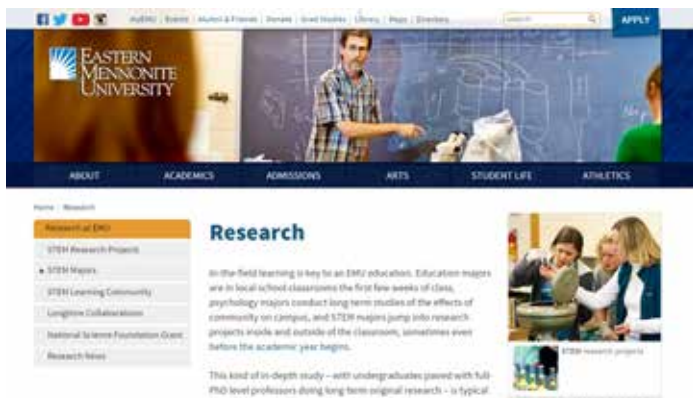 MyEMU | Events | Alumni & Friends | Donate | Grad Studies | Library | Maps | Directory
search
APPLY
EASTERN
MENNONITE
UNIVERSITY
ABOUT ACADEMICS ADMISSIONS ARTS STUDENT LIFE ATHLETICS
Home Research
Research at EMU
STEM Research Projects
STEM Majors
STEM Learning Community
Longtime Collaborations
National Science Foundation Grant
Research News
Research
In-the-field learning is key to an EMU education. Education majors
are in local school classrooms the first few weeks of class,
psychology majors conduct long-term studies of the effects of
community on campus, and STEM majors jump into research
projects inside and outside of the classroom, sometimes even
before the academic year begins.
This kind of in-depth study – with undergraduates paired with full-
PhD level professors doing long-term original research – is typical
STEM research projects